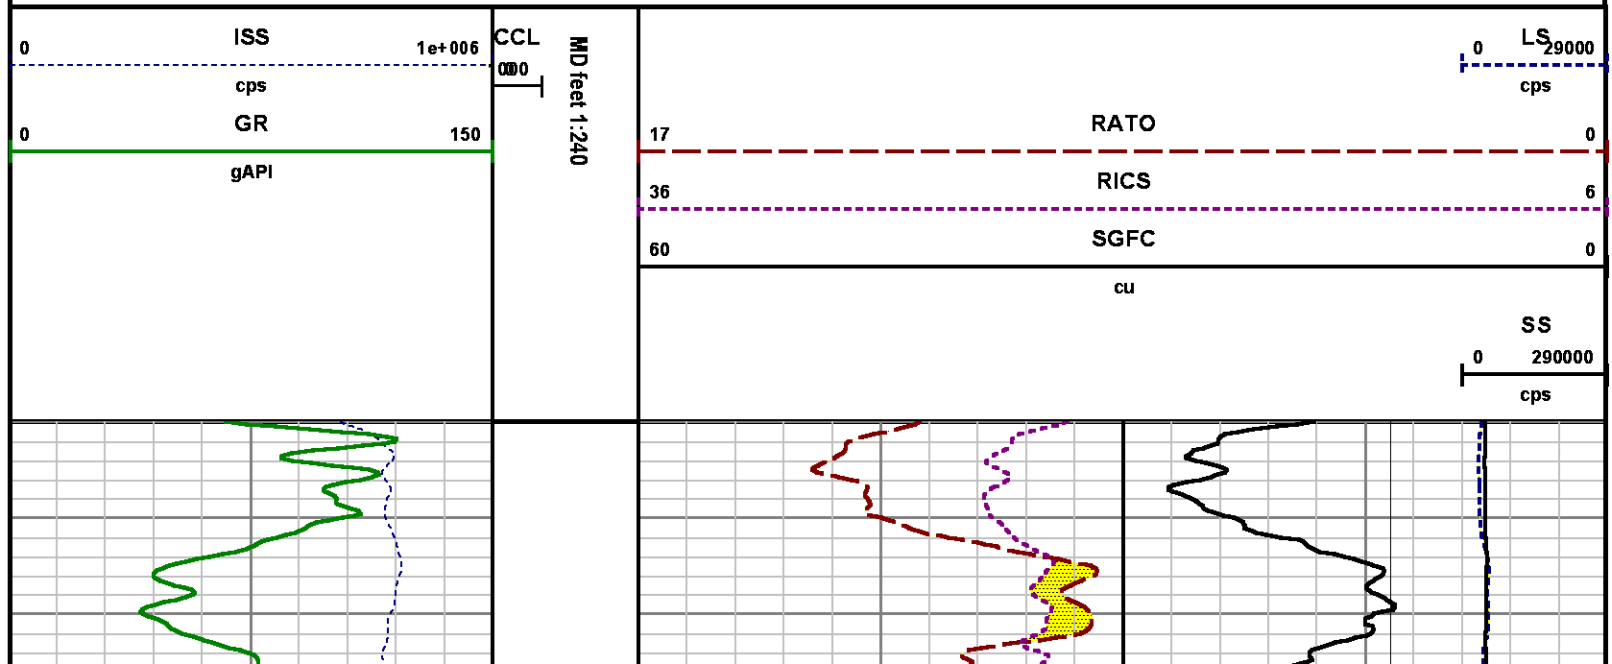 ISS
0 1e+006
cps
GR
0 150
gAPI
CCL
MD feet 1:240
LS
0 29000
cps
RATO
17 0
RICS
36 6
SGFC
60 0
cu
SS
0 290000
cps